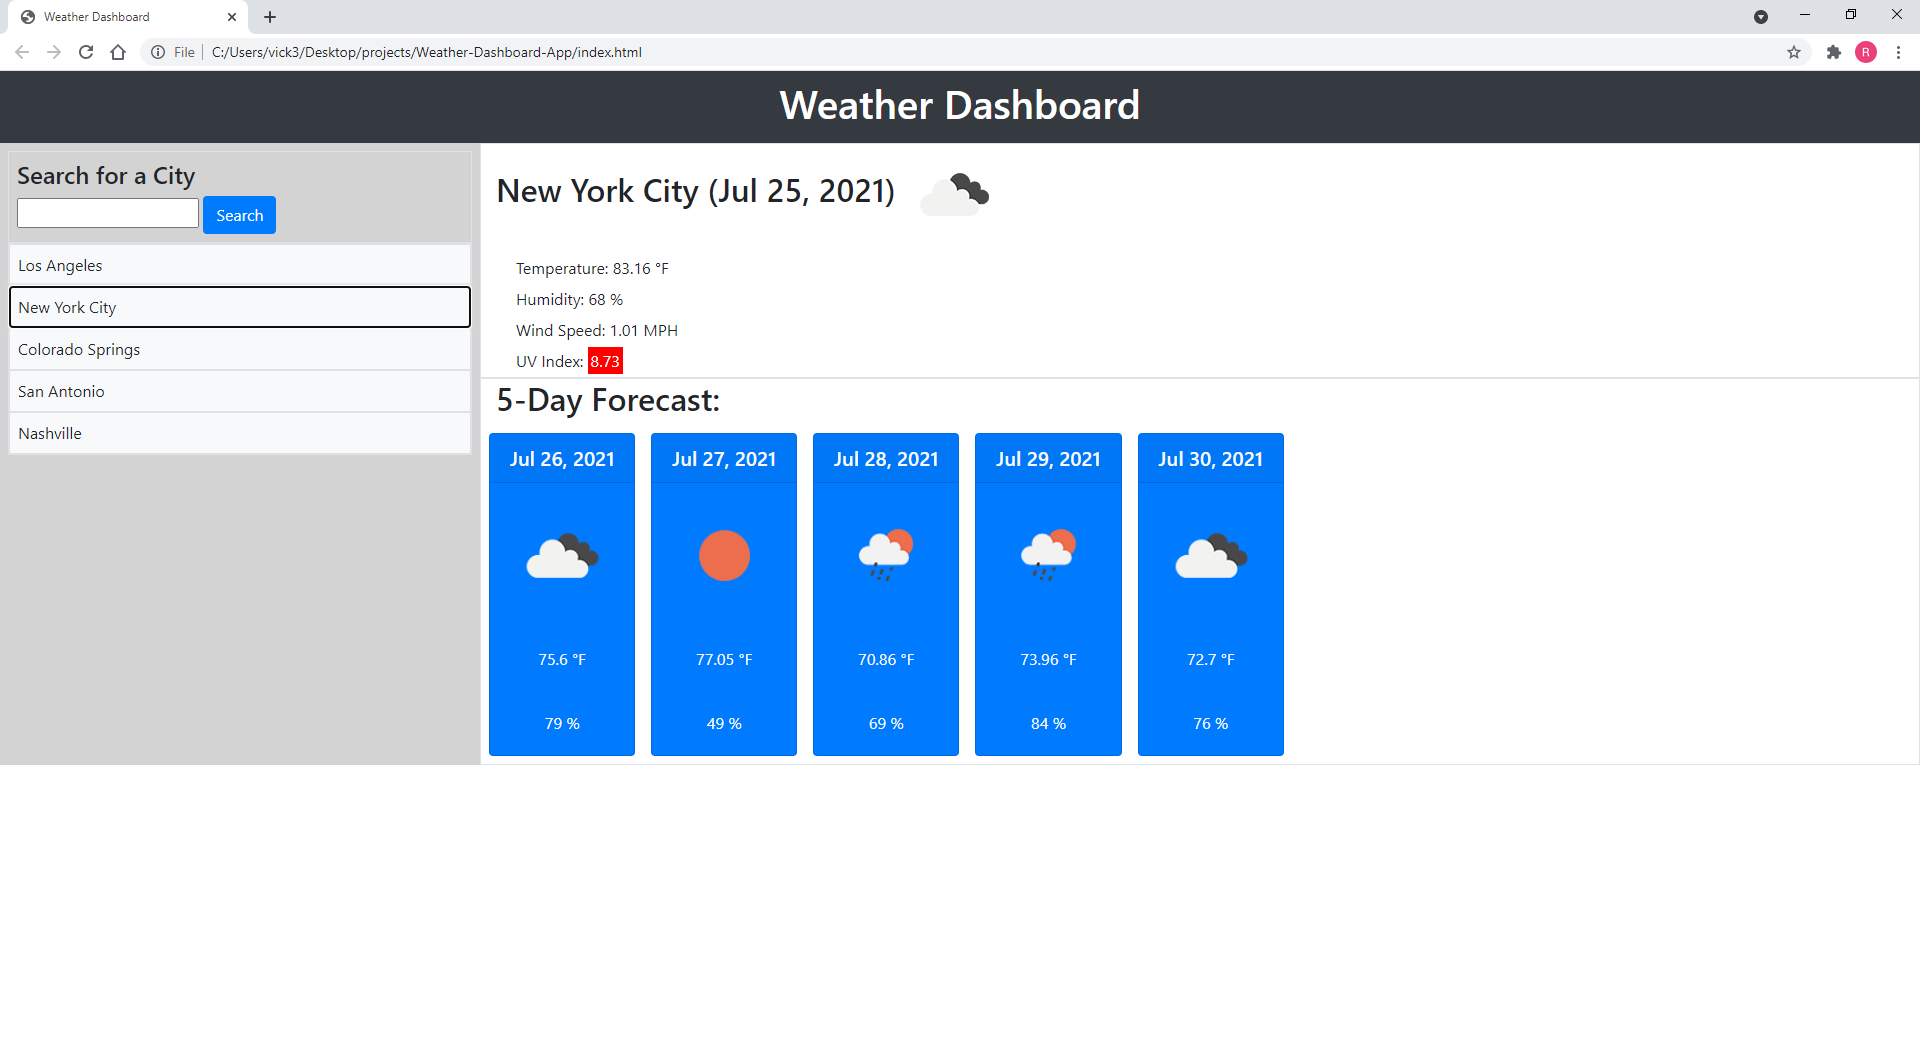 Weather Dashboard
File
C:/Users/vick3/Desktop/projects/Weather-Dashboard-App/index.html
R
Weather Dashboard
Search for a City
Search
Los Angeles
New York City
Colorado Springs
San Antonio
Nashville
New York City (Jul 25, 2021)
Temperature: 83.16 °F
Humidity: 68 %
Wind Speed: 1.01 MPH
UV Index: 8.73
5-Day Forecast:
Jul 26, 2021
75.6 °F
79 %
Jul 27, 2021
77.05 °F
49 %
Jul 28, 2021
70.86 °F
69 %
Jul 29, 2021
73.96 °F
84 %
Jul 30, 2021
72.7 °F
76 %